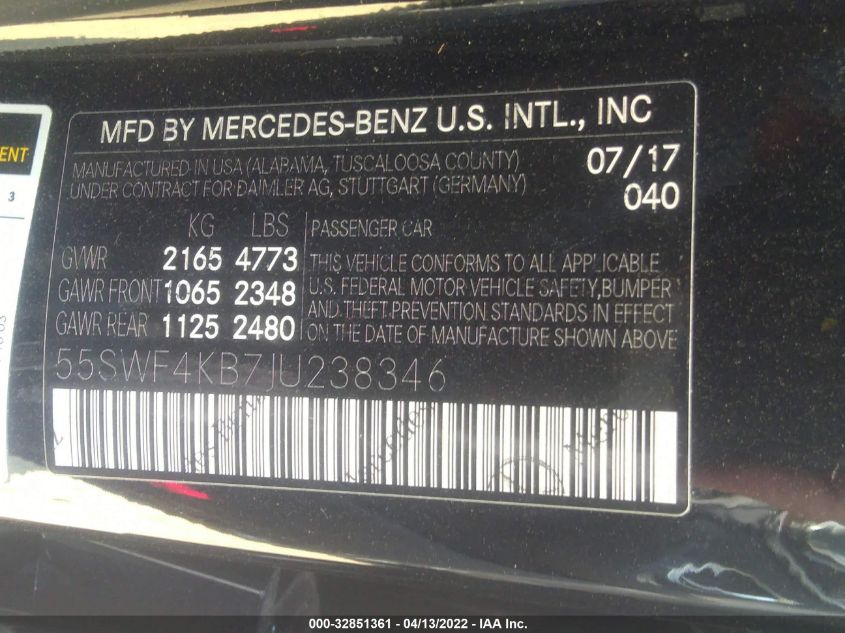 MFD BY MERCEDES-BENZ U.S. INTL., INC
MANUFACTURED IN USA (ALABAMA, TUSCALOOSA COUNTY) 07/17
UNDER CONTRACT FOR DAIMLER AG, STUTTGART (GERMANY) 040
KG LBS PASSENGER CAR
GVWR 2165 4773 THIS VEHICLE CONFORMS TO ALL APPLICABLE
GAWR FRONT 1065 2348 U.S. FEDERAL MOTOR VEHICLE SAFETY, BUMPER
AND THEFT PREVENTION STANDARDS IN EFFECT
GAWR REAR 1125 2480 ON THE DATE OF MANUFACTURE SHOWN ABOVE
55SWF4KB7JU238346
ENT
3
000-32851361 - 04/13/2022 - IAA Inc.